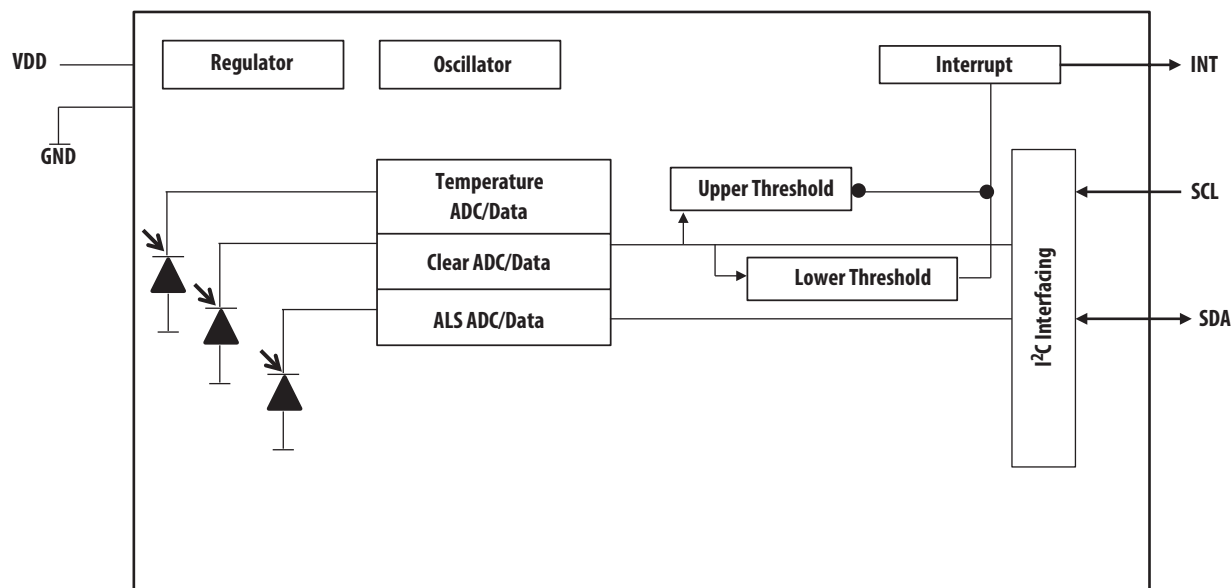 VDD
GND
Regulator
Oscillator
Interrupt
INT
Temperature
ADC/Data
Clear ADC/Data
ALS ADC/Data
Upper Threshold
Lower Threshold
I²C Interfacing
SCL
SDA